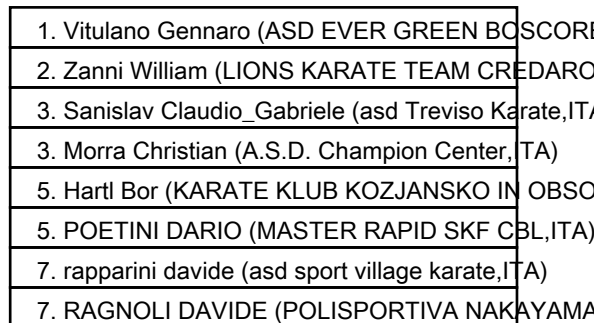 1. Vitulano Gennaro (ASD EVER GREEN BOSCORE
2. Zanni William (LIONS KARATE TEAM CREDARO
3. Sanislav Claudio_Gabriele (asd Treviso Karate,ITA
3. Morra Christian (A.S.D. Champion Center,ITA)
5. Hartl Bor (KARATE KLUB KOZJANSKO IN OBSO
5. POETINI DARIO (MASTER RAPID SKF CBL,ITA)
7. rapparini davide (asd sport village karate,ITA)
7. RAGNOLI DAVIDE (POLISPORTIVA NAKAYAMA